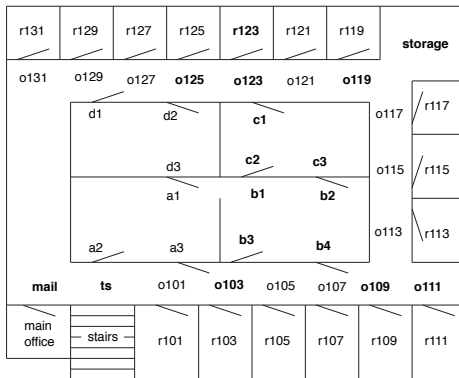 r131 r129 r127 r125 r123 r121 r119
storage
o131 o129 o127 o125 o123 o121 o119
d1 d2 c1 o117 r117
d3 c2 c3 o115 r115
a1 b1 b2
a2 a3 b3 b4 o113 r113
mail ts o101 o103 o105 o107 o109 o111
main
office
stairs r101 r103 r105 r107 r109 r111